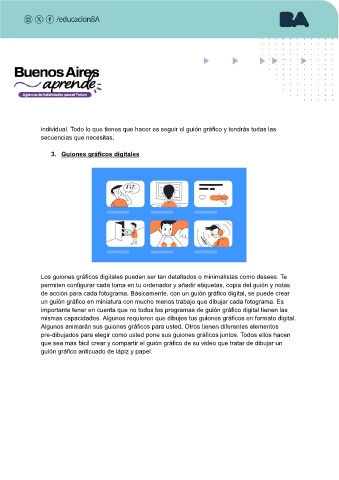 /educacionBA
BA
Buenos Aires
aprende
Agencia de Habilidades para el Futuro
individual. Todo lo que tienes que hacer es seguir el guión gráfico y tendrás todas las
secuencias que necesitas.
3. Guiones gráficos digitales
Los guiones gráficos digitales pueden ser tan detallados o minimalistas como desees. Te
permiten configurar cada toma en tu ordenador y añadir etiquetas, copia del guión y notas
de acción para cada fotograma. Básicamente, con un guión gráfico digital, se puede crear
un guión gráfico en miniatura con mucho menos trabajo que dibujar cada fotograma. Es
importante tener en cuenta que no todos los programas de guión gráfico digital tienen las
mismas capacidades. Algunos requieren que dibujes tus guiones gráficos en formato digital.
Algunos animarán sus guiones gráficos para usted. Otros tienen diferentes elementos
pre-dibujados para elegir como usted pone sus guiones gráficos juntos. Todos ellos hacen
que sea más fácil crear y compartir el guión gráfico de su video que tratar de dibujar un
guión gráfico anticuado de lápiz y papel.